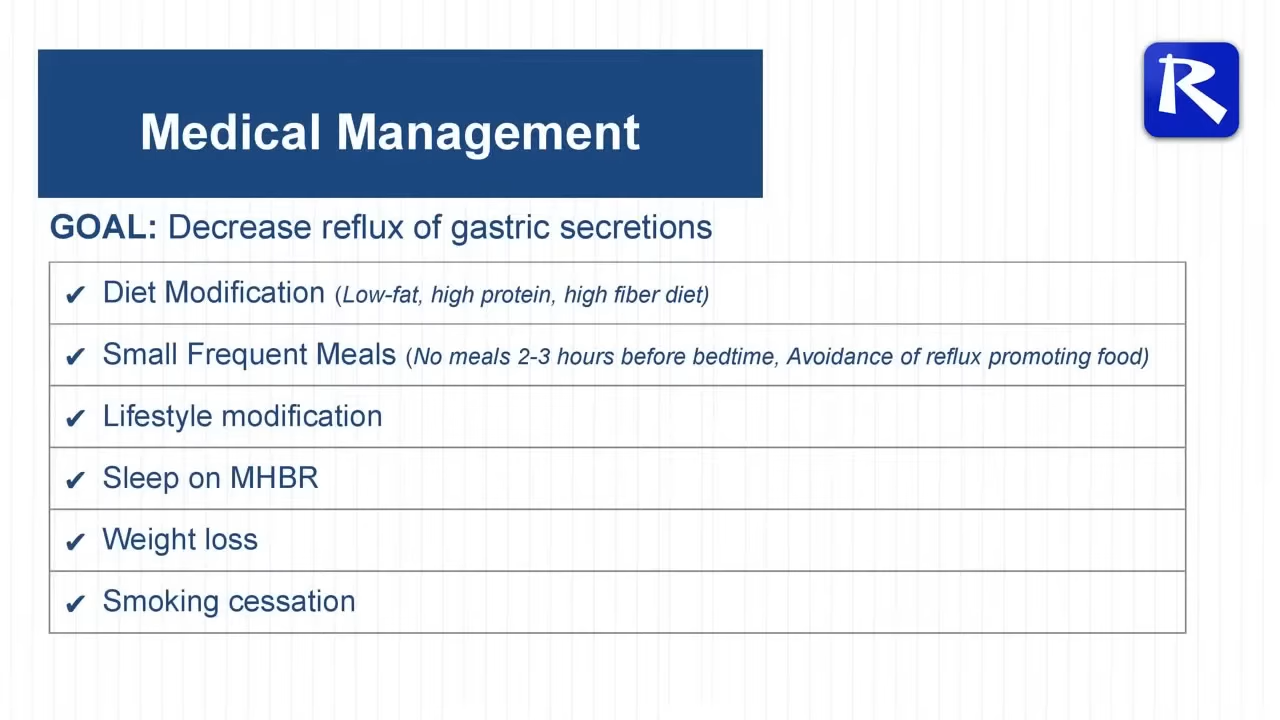 Medical Management
R
GOAL: Decrease reflux of gastric secretions
✔ Diet Modification (Low-fat, high protein, high fiber diet)
✔ Small Frequent Meals (No meals 2-3 hours before bedtime, Avoidance of reflux promoting food)
✔ Lifestyle modification
✔ Sleep on MHBR
✔ Weight loss
✔ Smoking cessation